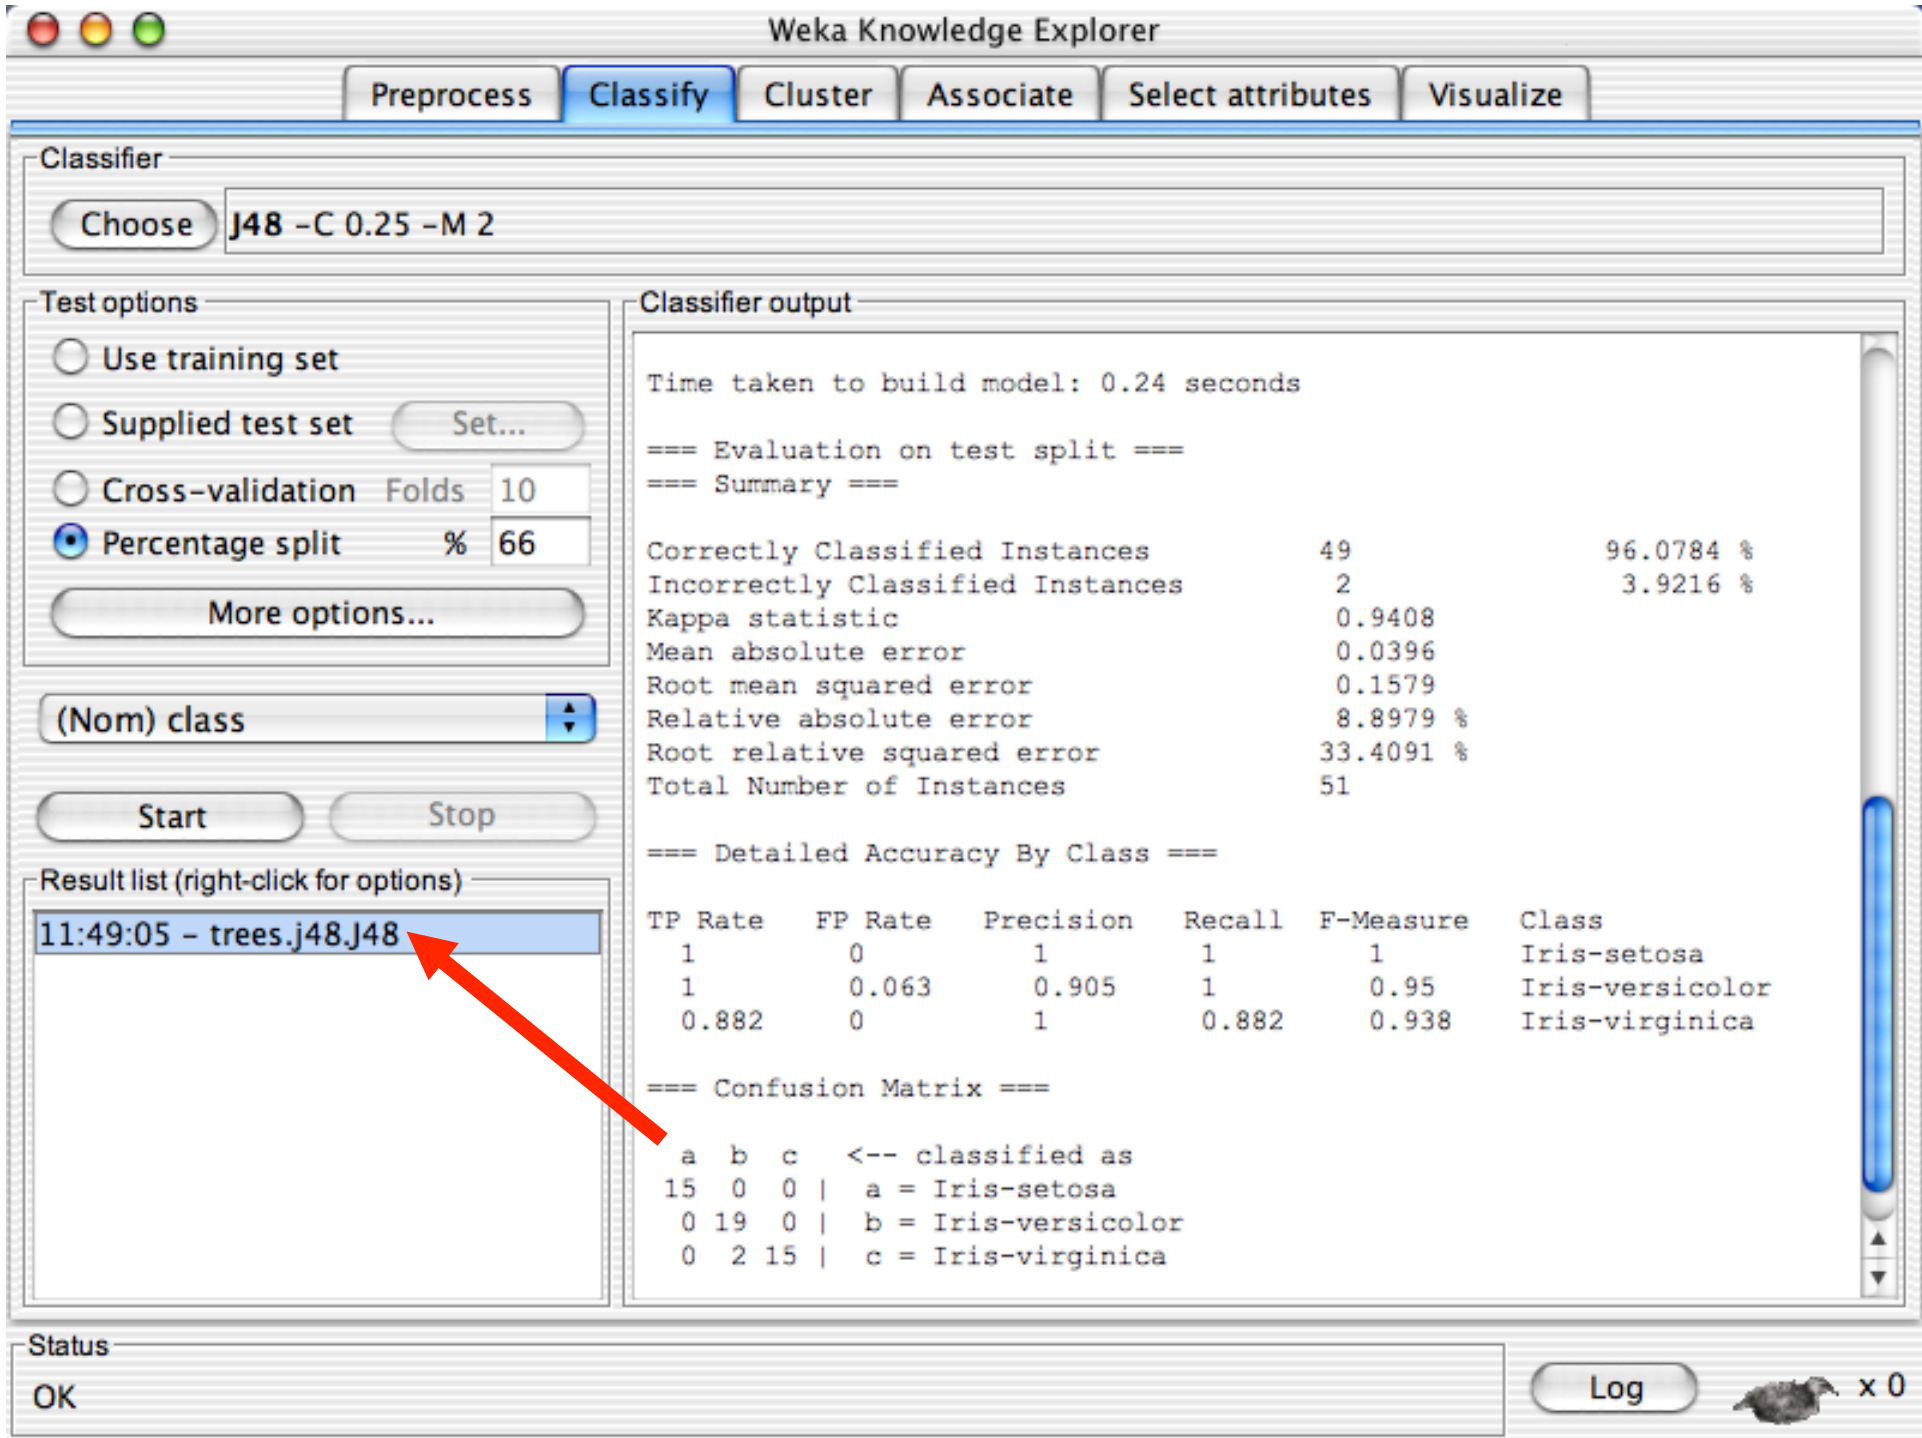 Weka Knowledge Explorer
Preprocess Classify Cluster Associate Select attributes Visualize
Classifier
Choose J48 -C 0.25 -M 2
Test options
Use training set
Supplied test set Set...
Cross-validation Folds 10
Percentage split % 66
More options...
(Nom) class
Start Stop
Result list (right-click for options)
11:49:05 - trees.j48.J48
Classifier output
Time taken to build model: 0.24 seconds
=== Evaluation on test split ===
=== Summary ===
Correctly Classified Instances 49 96.0784 %
Incorrectly Classified Instances 2 3.9216 %
Kappa statistic 0.9408
Mean absolute error 0.0396
Root mean squared error 0.1579
Relative absolute error 8.8979 %
Root relative squared error 33.4091 %
Total Number of Instances 51
=== Detailed Accuracy By Class ===
TP Rate FP Rate Precision Recall F-Measure Class
1 0 1 1 1 Iris-setosa
1 0.063 0.905 1 0.95 Iris-versicolor
0.882 0 1 0.882 0.938 Iris-virginica
=== Confusion Matrix ===
a b c <-- classified as
15 0 0 | a = Iris-setosa
0 19 0 | b = Iris-versicolor
0 2 15 | c = Iris-virginica
Status
OK
Log x 0